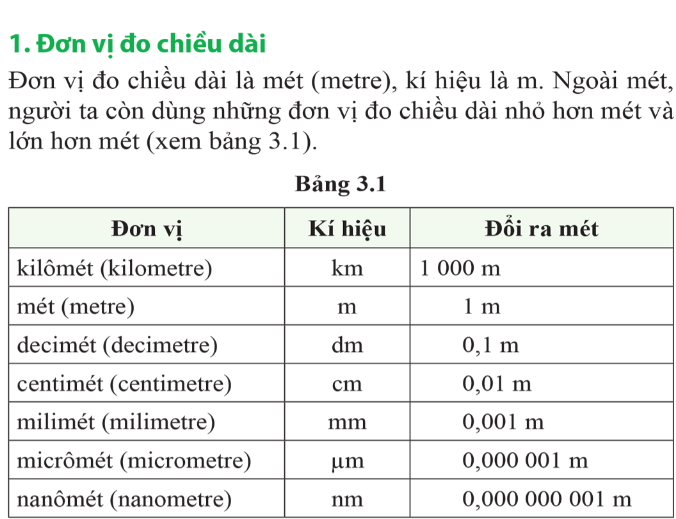 1. Đơn vị đo chiều dài
Đơn vị đo chiều dài là mét (metre), kí hiệu là m. Ngoài mét,
người ta còn dùng những đơn vị đo chiều dài nhỏ hơn mét và
lớn hơn mét (xem bảng 3.1).
Bảng 3.1
Đơn vị Kí hiệu Đổi ra mét
kilômét (kilometre) km 1 000 m
mét (metre) m 1 m
decimét (decimetre) dm 0,1 m
centimét (centimetre) cm 0,01 m
milimét (milimetre) mm 0,001 m
micrômét (micrometre) µm 0,000 001 m
nanômét (nanometre) nm 0,000 000 001 m